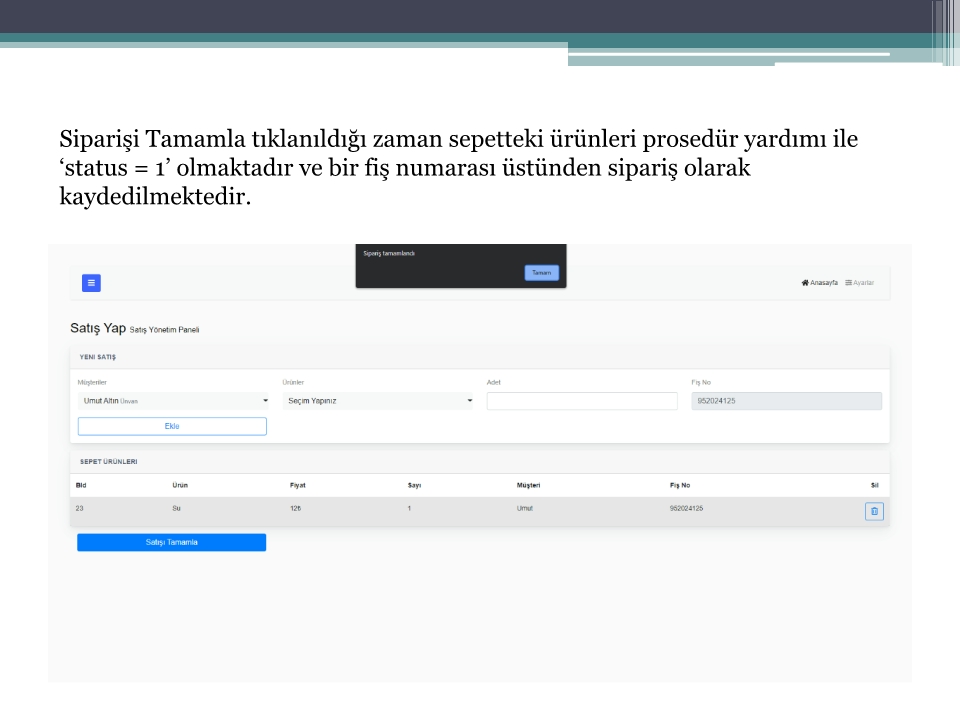 Siparişi Tamamla tıklanıldığı zaman sepetteki ürünleri prosedür yardımı ile
‘status = 1’ olmaktadır ve bir fiş numarası üstünden sipariş olarak
kaydedilmektedir.
Sipariş tamamlandı
Tamam
Anasayfa Ayarlar
Satış Yap Satış Yönetim Paneli
YENI SATIŞ
Müşteriler Ürünler Adet Fiş No
Umut Altın Unvan Seçim Yapınız 952024125
Ekle
SEPET ÜRÜNLERI
Bid Ürün Fiyat Sayı Müşteri Fiş No Sil
23 Su 12₺ 1 Umut 952024125
Satışı Tamamla